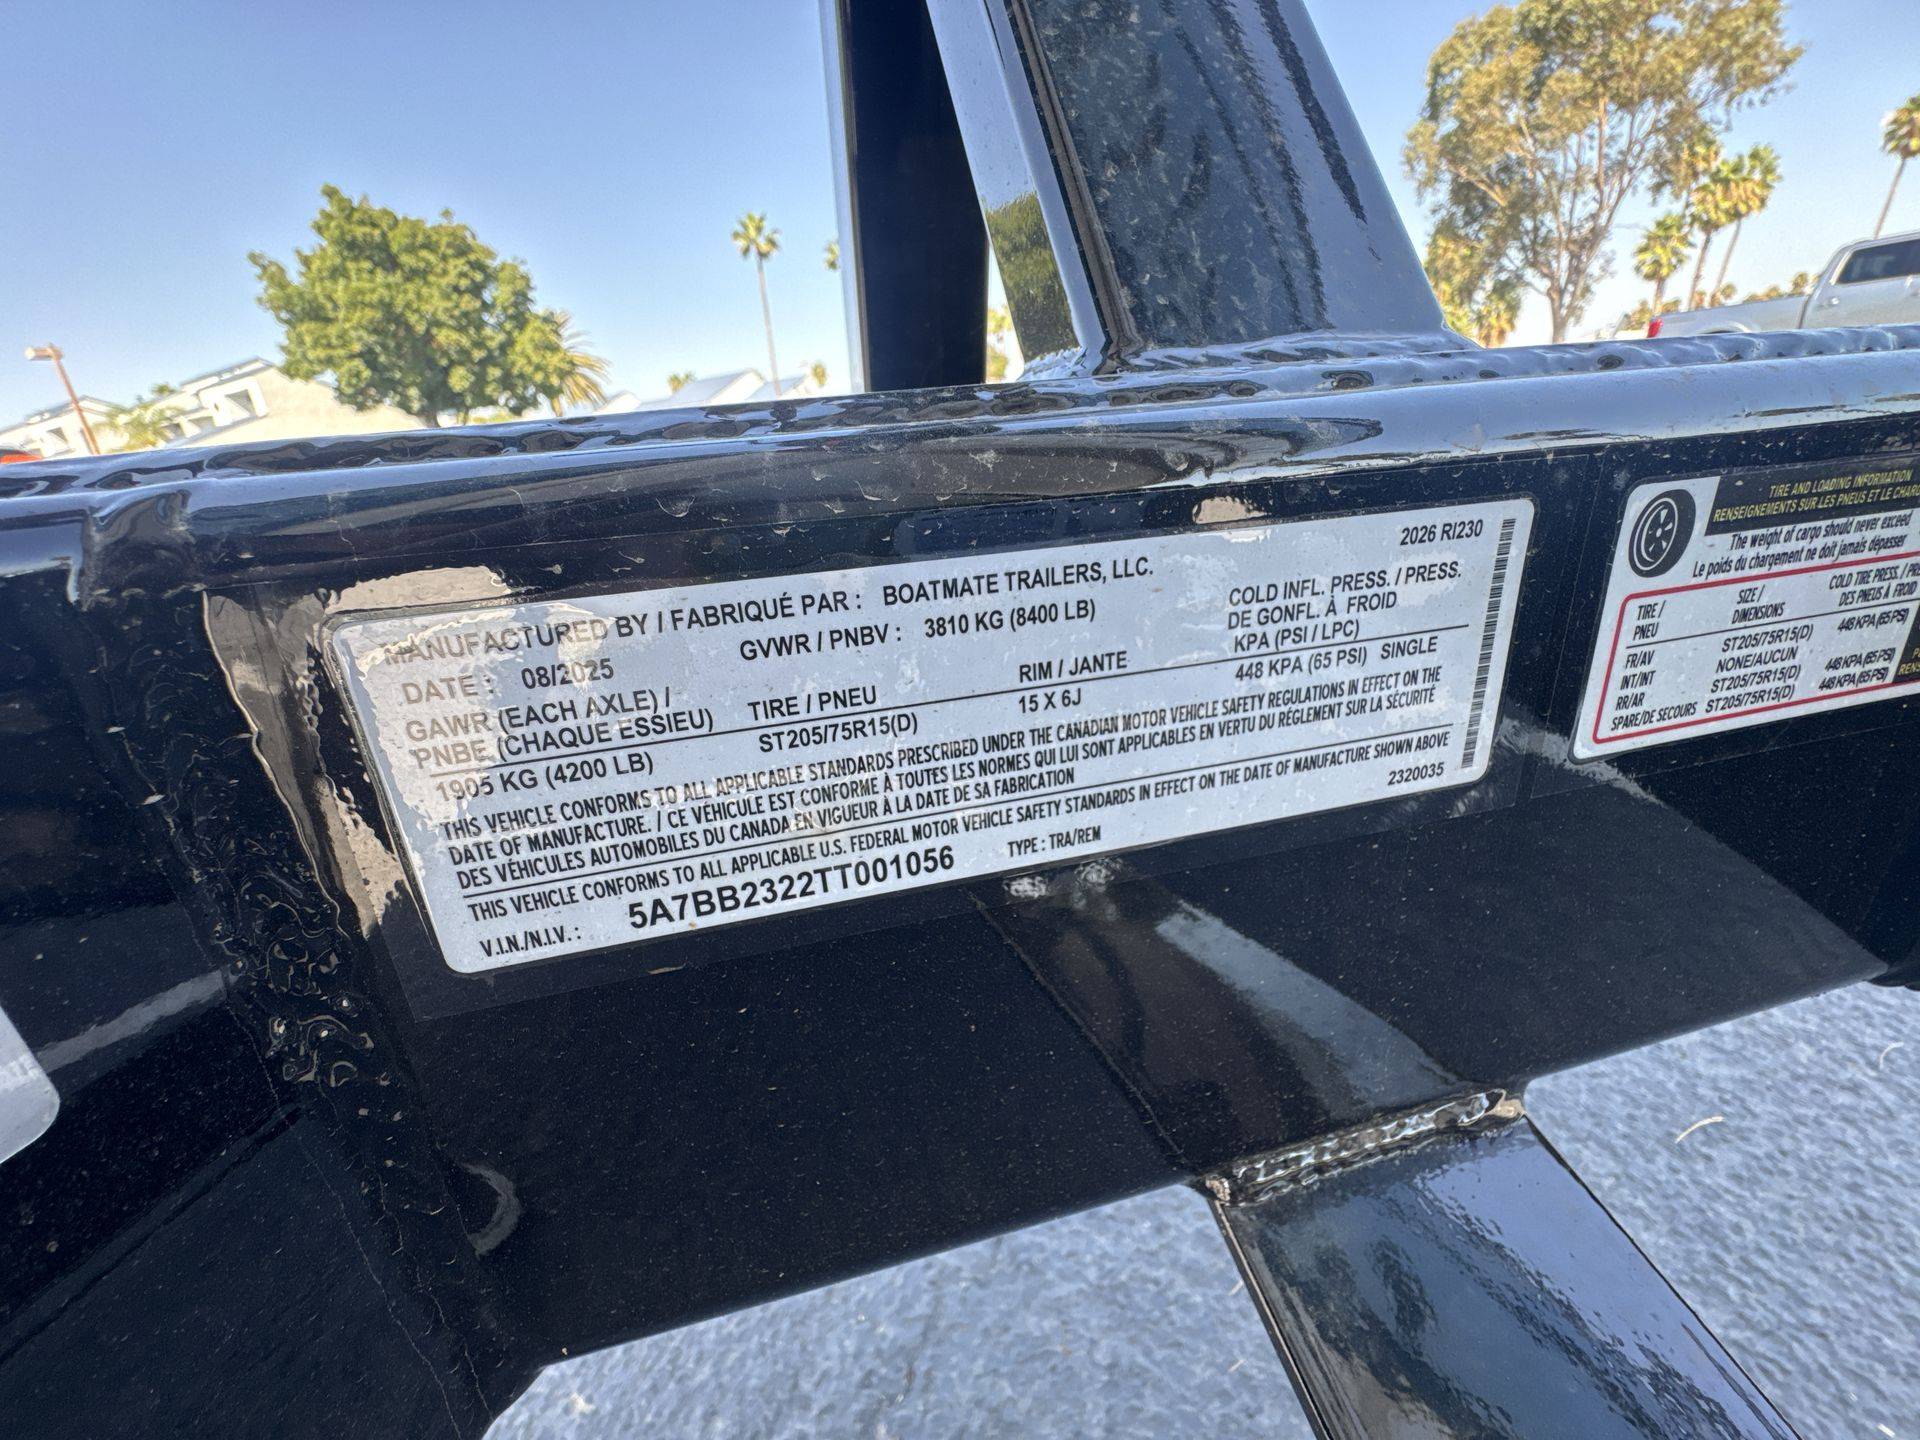 2026 RI230
MANUFACTURED BY / FABRIQUÉ PAR : BOATMATE TRAILERS, LLC.
DATE : 08/2025 GVWR / PNBV : 3810 KG (8400 LB)
GAWR (EACH AXLE) /
PNBE (CHAQUE ESSIEU) TIRE / PNEU RIM / JANTE
COLD INFL. PRESS. / PRESS.
DE GONFL. À FROID
KPA (PSI / LPC)
1905 KG (4200 LB) ST205/75R15(D) 15 X 6J 448 KPA (65 PSI) SINGLE
THIS VEHICLE CONFORMS TO ALL APPLICABLE STANDARDS PRESCRIBED UNDER THE CANADIAN MOTOR VEHICLE SAFETY REGULATIONS IN EFFECT ON THE
DATE OF MANUFACTURE. / CE VÉHICULE EST CONFORME À TOUTES LES NORMES QUI LUI SONT APPLICABLES EN VERTU DU RÉGLEMENT SUR LA SÉCURITÉ
DES VÉHICULES AUTOMOBILES DU CANADA EN VIGUEUR À LA DATE DE SA FABRICATION
THIS VEHICLE CONFORMS TO ALL APPLICABLE U.S. FEDERAL MOTOR VEHICLE SAFETY STANDARDS IN EFFECT ON THE DATE OF MANUFACTURE SHOWN ABOVE
V.I.N./N.I.V. : 5A7BB2322TT001056 TYPE : TRA/REM 2320035
TIRE AND LOADING INFORMATION
RENSEIGNEMENTS SUR LES PNEUS ET LE
The weight of cargo should never exceed
Le poids du chargement ne doit jamais dépasser
TIRE / SIZE / COLD TIRE PRESS. /
PNEU DIMENSIONS DES PNEUS À FROID
FR/AV ST205/75R15(D) 448 KPA (65 PSI)
INT/INT NONE/AUCUN
RR/AR ST205/75R15(D) 448 KPA (65 PSI)
SPARE/DE SECOURS ST205/75R15(D) 448 KPA (65 PSI)